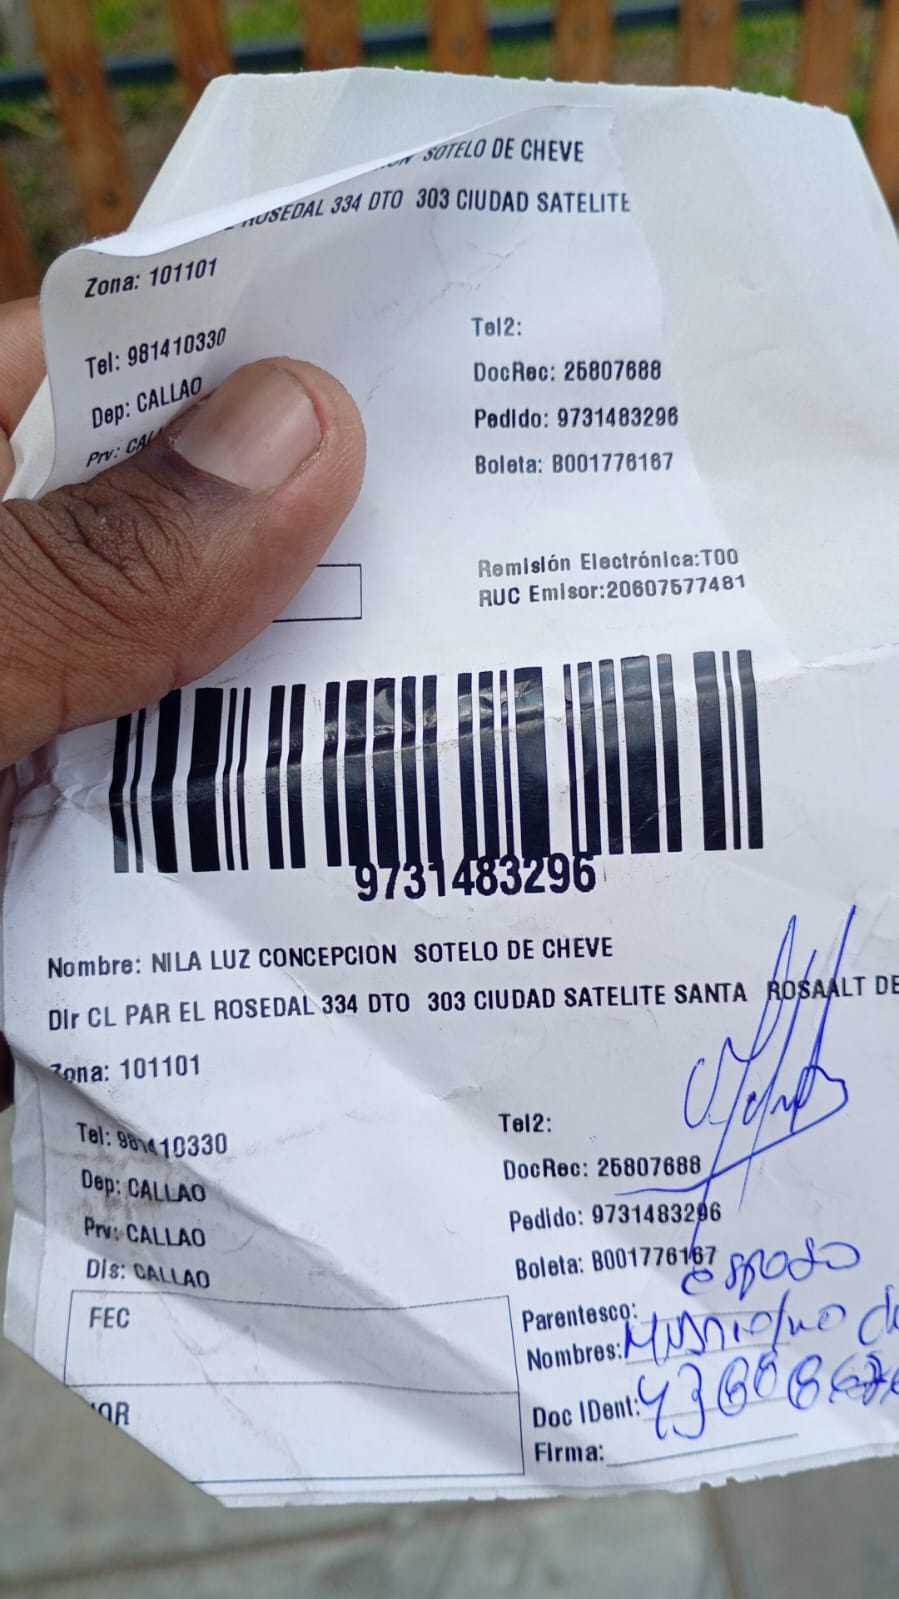 SOTELO DE CHEVE
ROSEDAL 334 DTO 303 CIUDAD SATELITE
Zona: 101101
Tel: 981410330
Tel2:
Dep: CALLAO
DocRec: 25807688
Prv:
Pedido: 9731483296
Boleta: B001776167
Remisión Electrónica:T00
RUC Emisor:20607577481
9731483296
Nombre: NILA LUZ CONCEPCION SOTELO DE CHEVE
Dir CL PAR EL ROSEDAL 334 DTO 303 CIUDAD SATELITE SANTA ROSAALT DE
Zona: 101101
Tel: 981410330
Tel2:
Dep: CALLAO
DocRec: 25807688
Prv: CALLAO
Pedido: 9731483296
Dis: CALLAO
Boleta: B001776167
FEC
Parentesco: esposo
Nombres:
Doc IDent:
Firma: